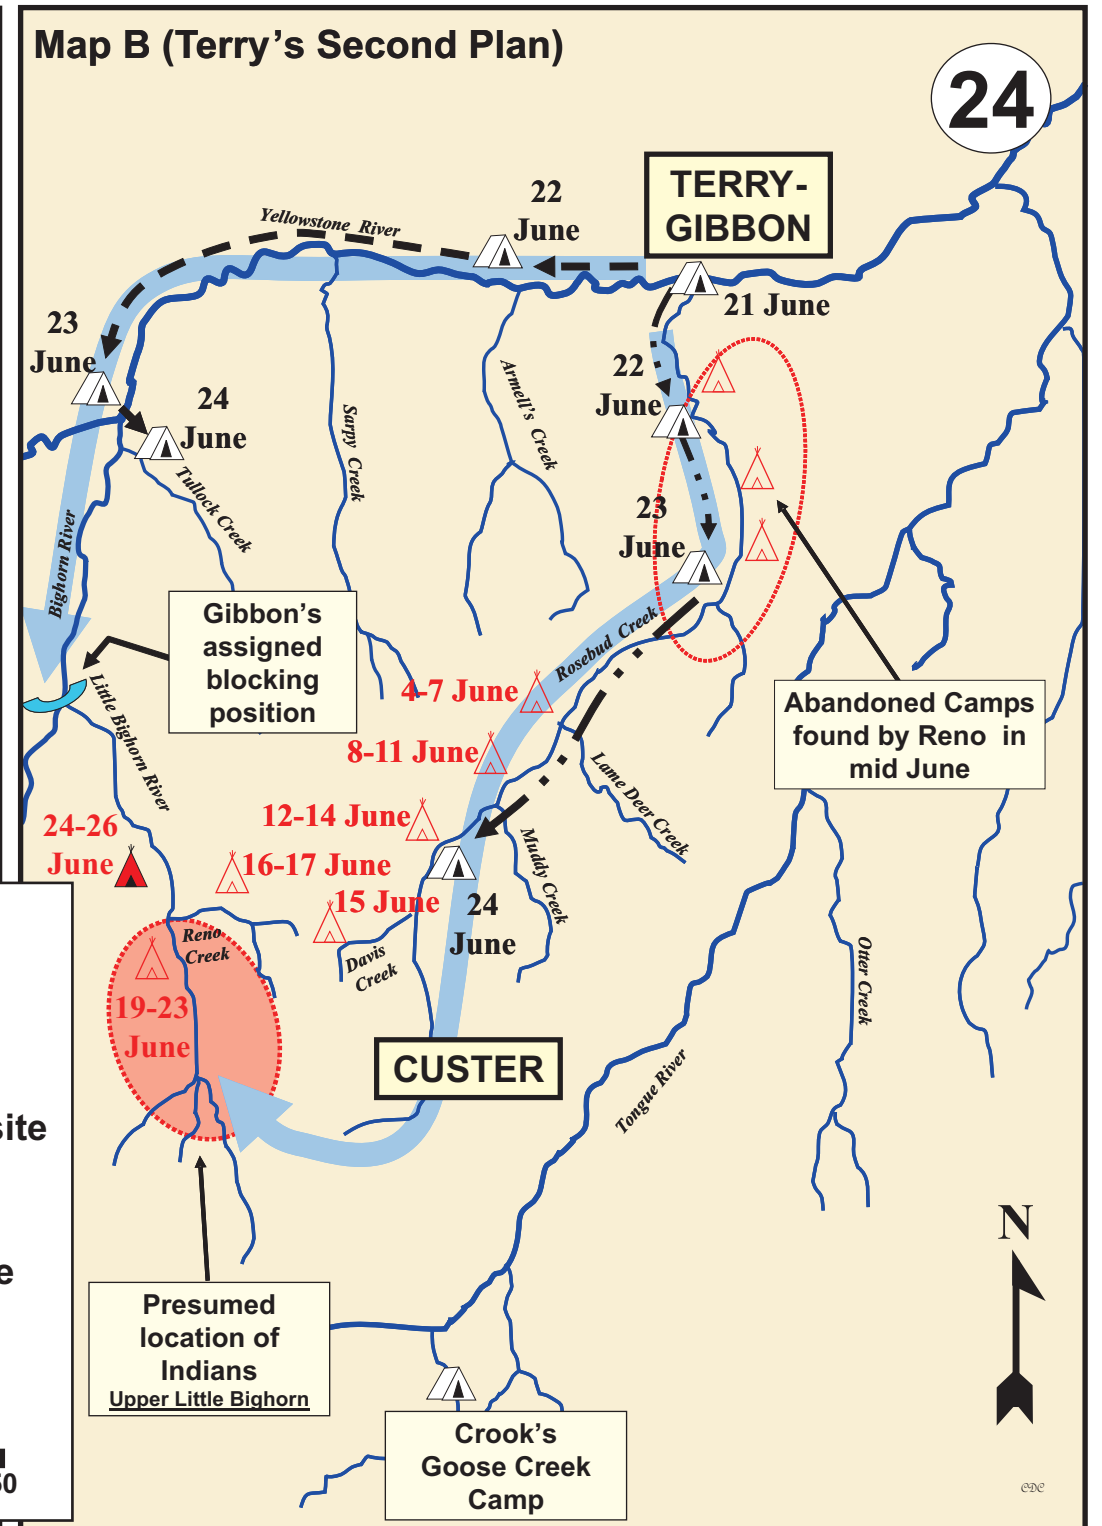 Map B (Terry's Second Plan)
24
TERRY-
GIBBON
22
June
Yellowstone River
21 June
23
June
22
June
24
June
Armell's Creek
Sarpy Creek
Tullock Creek
23
June
Bighorn River
Gibbon's
assigned
blocking
position
Rosebud Creek
4-7 June
Little Bighorn River
Abandoned Camps
found by Reno in
mid June
8-11 June
Lame Deer Creek
12-14 June
24-26
June
16-17 June
Muddy Creek
15 June
24
June
Reno
Creek
Davis
Creek
Otter Creek
19-23
June
CUSTER
Tongue River
site
N
e
Presumed
location of
Indians
Upper Little Bighorn
Crook's
Goose Creek
Camp
50
CDC